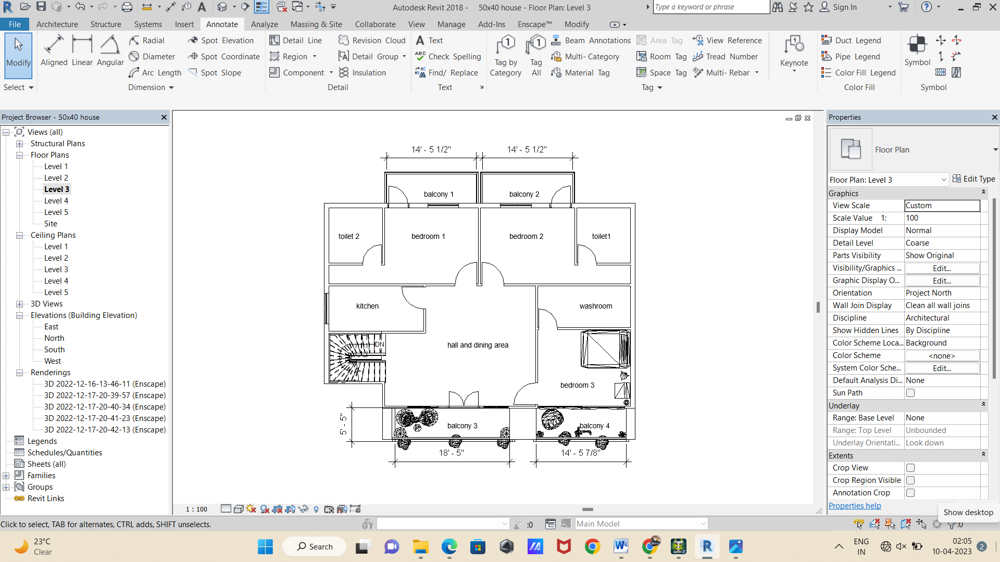 Autodesk Revit 2018 -     50x40 house - Floor Plan: Level 3
Type a keyword or phrase
Sign In
File Architecture Structure Systems Insert Annotate Analyze Massing & Site Collaborate View Manage Add-Ins Enscape™ Modify
Modify
Select
Aligned
Linear
Angular
Radial
Diameter
Arc Length
Spot Elevation
Spot Coordinate
Spot Slope
Dimension
Detail Line
Region
Component
Revision Cloud
Detail Group
Insulation
Detail
Text
Check Spelling
Find/ Replace
Text
Tag by
Category
Tag
All
Beam Annotations
Multi- Category
Material Tag
Area Tag
Room Tag
Space Tag
View Reference
Tread Number
Multi- Rebar
Tag
Keynote
Duct Legend
Pipe Legend
Color Fill Legend
Color Fill
Symbol
Symbol
Project Browser - 50x40 house
Views (all)
Structural Plans
Floor Plans
Level 1
Level 2
Level 3
Level 4
Level 5
Site
Ceiling Plans
Level 1
Level 2
Level 3
Level 4
Level 5
3D Views
Elevations (Building Elevation)
East
North
South
West
Renderings
3D 2022-12-16-13-46-11 (Enscape)
3D 2022-12-17-20-39-57 (Enscape)
3D 2022-12-17-20-40-34 (Enscape)
3D 2022-12-17-20-41-23 (Enscape)
3D 2022-12-17-20-42-13 (Enscape)
Legends
Schedules/Quantities
Sheets (all)
Families
Groups
Revit Links
14' - 5 1/2" 14' - 5 1/2"
balcony 1 balcony 2
toilet 2 bedroom 1 bedroom 2 toilet1
kitchen washroom
DN
hall and dining area
bedroom 3
5' - 5"
balcony 3 balcony 4
18' - 5" 14' - 5 7/8"
1 : 100
Properties
Floor Plan
Floor Plan: Level 3 Edit Type
Graphics
View Scale Custom
Scale Value 1: 100
Display Model Normal
Detail Level Coarse
Parts Visibility Show Original
Visibility/Graphics ... Edit...
Graphic Display O... Edit...
Orientation Project North
Wall Join Display Clean all wall joins
Discipline Architectural
Show Hidden Lines By Discipline
Color Scheme Loca... Background
Color Scheme <none>
System Color Sche... Edit...
Default Analysis Di... None
Sun Path
Underlay
Range: Base Level None
Range: Top Level Unbounded
Underlay Orientati... Look down
Extents
Crop View
Crop Region Visible
Annotation Crop
Properties help
Show desktop
Click to select, TAB for alternates, CTRL adds, SHIFT unselects.
:0
Main Model
:0
23°C
Clear
Search
ENG
IN
02:05
10-04-2023
2